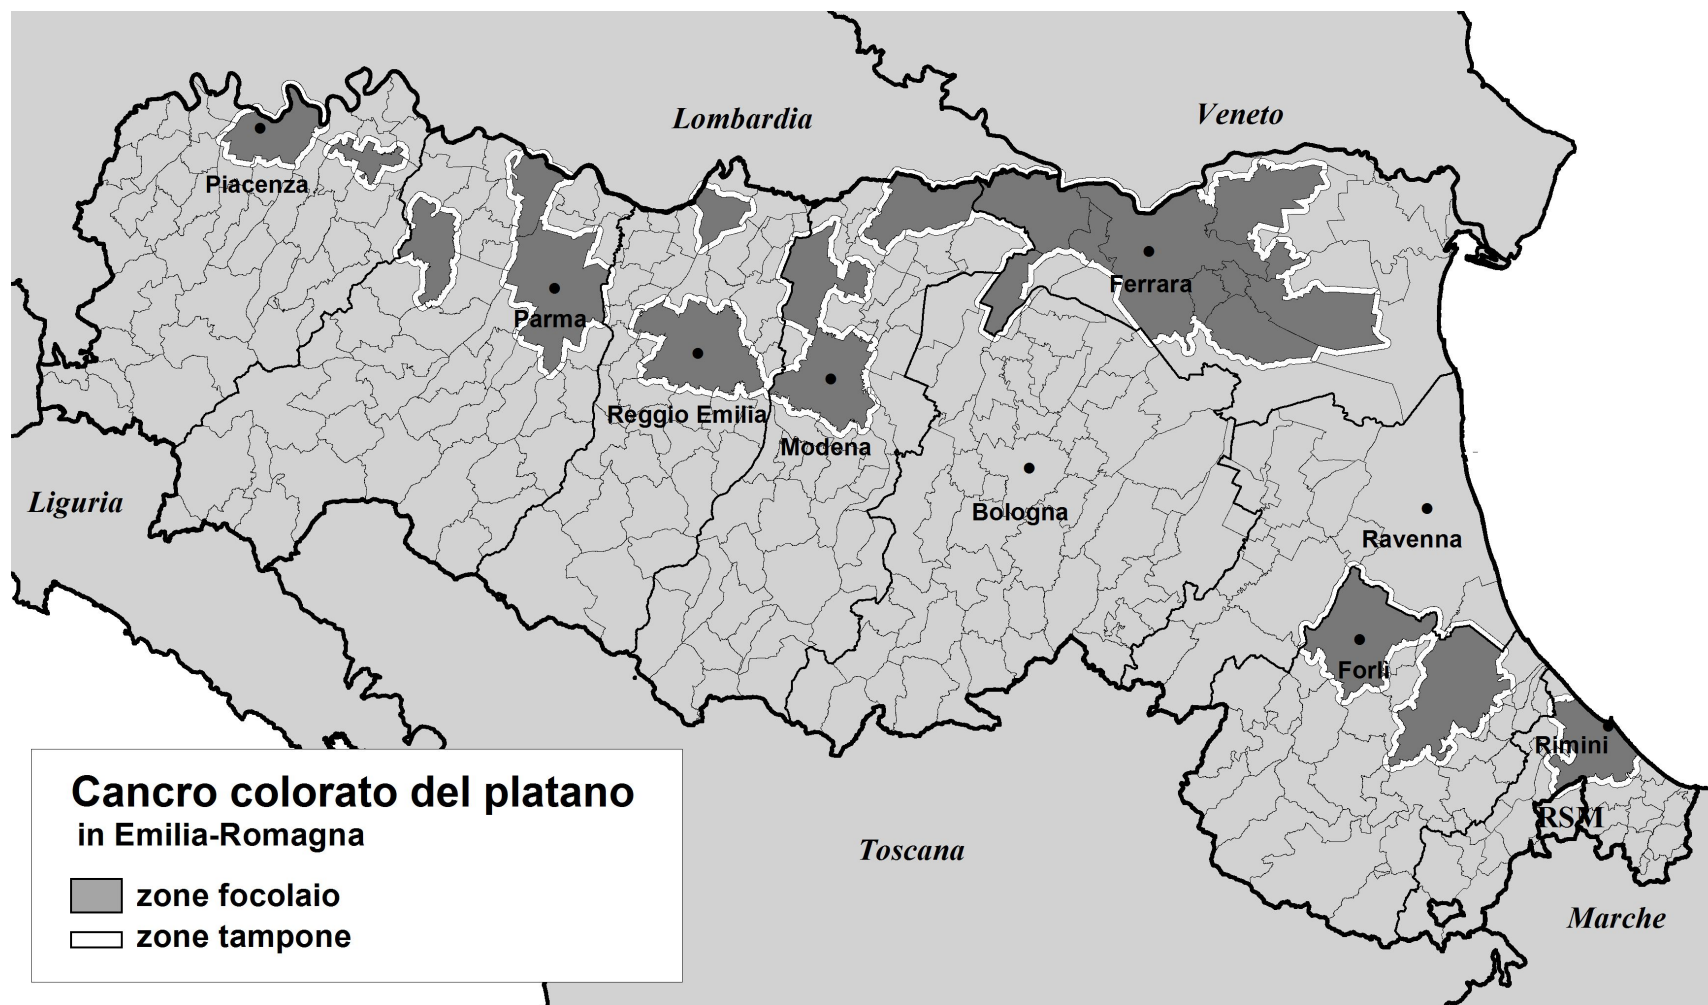 Lombardia
Veneto
Piacenza
Ferrara
Parma
Reggio Emilia
Modena
Liguria
Bologna
Ravenna
Forlì
Rimini
RSM
Toscana
Marche
Cancro colorato del platano
in Emilia-Romagna
zone focolaio
zone tampone